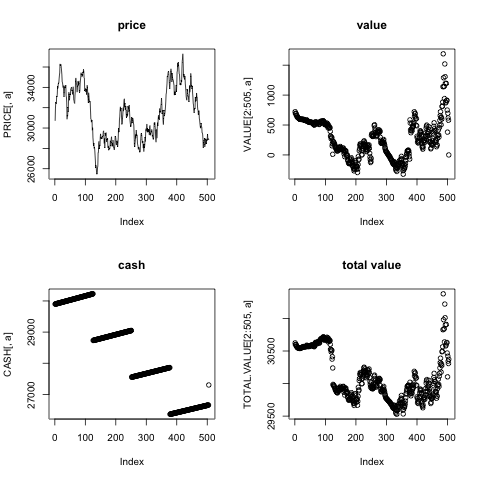 price
value
PRICE[, a]
26000 30000 34000
0 100 200 300 400 500
Index
VALUE[2:505, a]
0 500 1000
0 100 200 300 400 500
Index
cash
total value
CASH[, a]
27000 29000
0 100 200 300 400 500
Index
TOTAL.VALUE[2:505, a]
29500 30500
0 100 200 300 400 500
Index